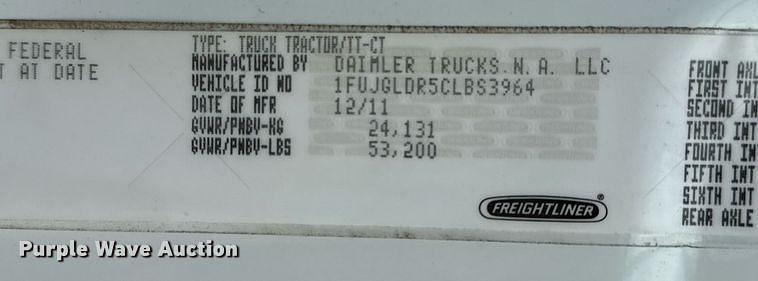 FEDERAL
T AT DATE
TYPE: TRUCK TRACTOR/TT-CT
MANUFACTURED BY DAIMLER TRUCKS N. A. LLC
VEHICLE ID NO 1FUJGLDR5CLBS3964
DATE OF MFR 12/11
GVWR/PNBV-KG 24,131
GVWR/PNBV-LBS 53,200
FREIGHTLINER®
FRONT AXL
FIRST INT
SECOND IN
THIRD INT
FOURTH IN
FIFTH INT
SIXTH INT
REAR AXLE
Purple Wave Auction